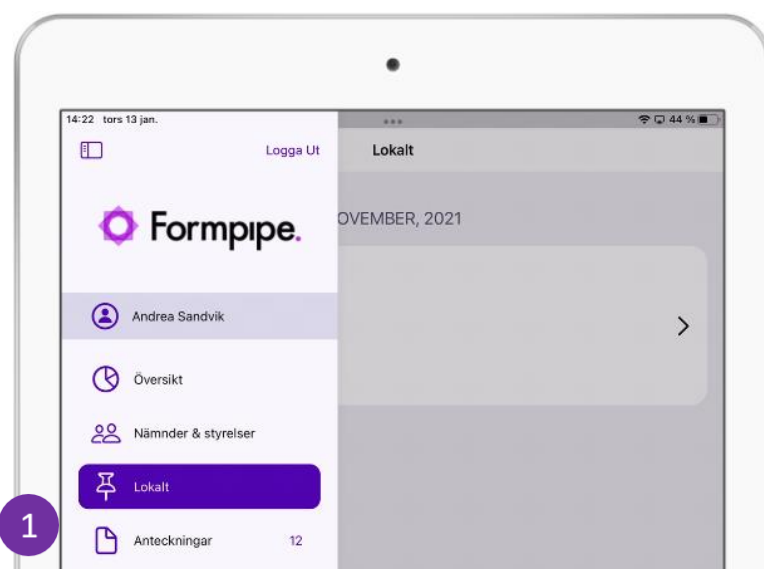 14:22 tors 13 jan.
44 %
Logga Ut
Lokalt
Formpipe.
OVEMBER, 2021
Andrea Sandvik
Översikt
Nämnder & styrelser
Lokalt
1
Anteckningar 12